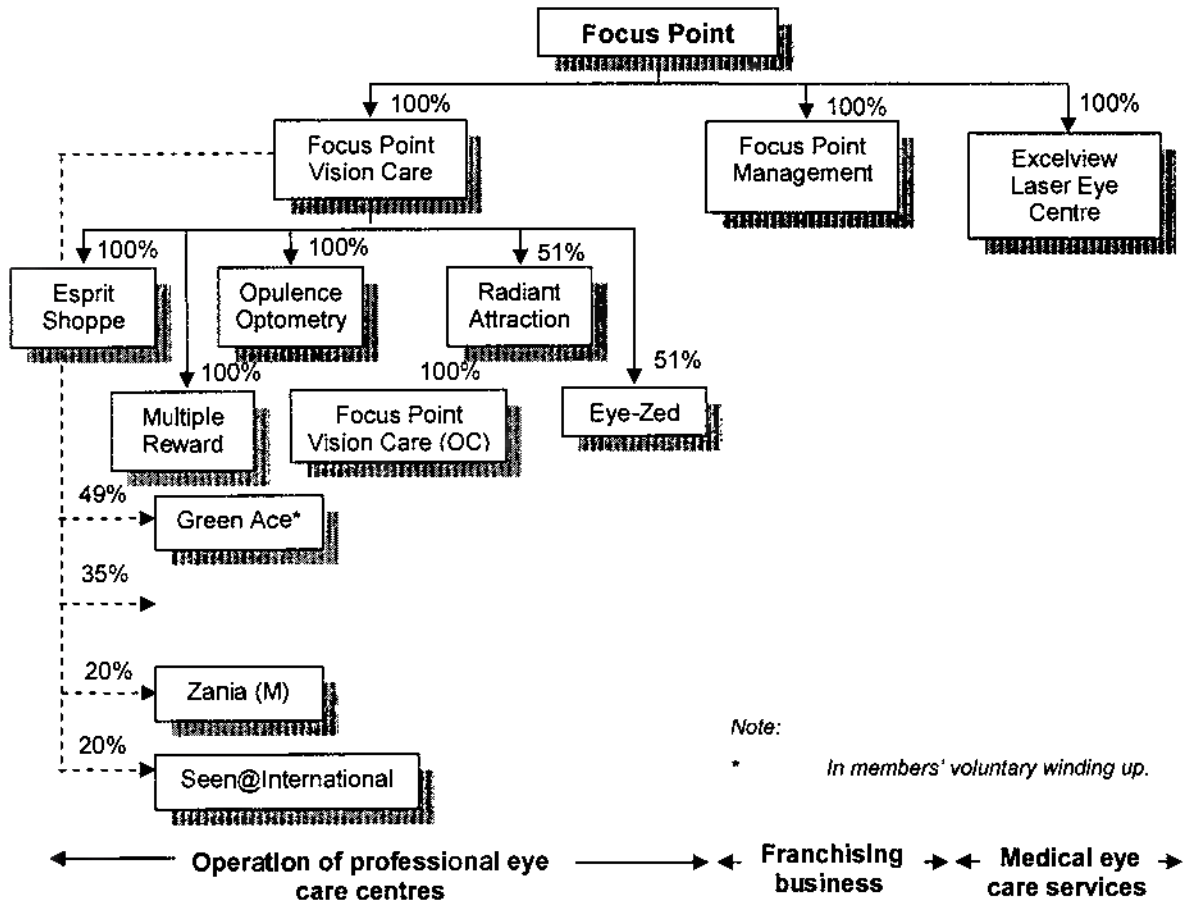 Focus Point
100%
100%
100%
Focus Point
Vision Care
Focus Point
Management
Excelview
Laser Eye
Centre
100%
100%
51%
Esprit
Shoppe
Opulence
Optometry
Radiant
Attraction
100%
100%
51%
Multiple
Reward
Focus Point
Vision Care (OC)
Eye-Zed
49%
Green Ace*
35%
20%
Zania (M)
20%
Seen@International
Note:
* In members' voluntary winding up.
Operation of professional eye
care centres
Franchising
business
Medical eye
care services